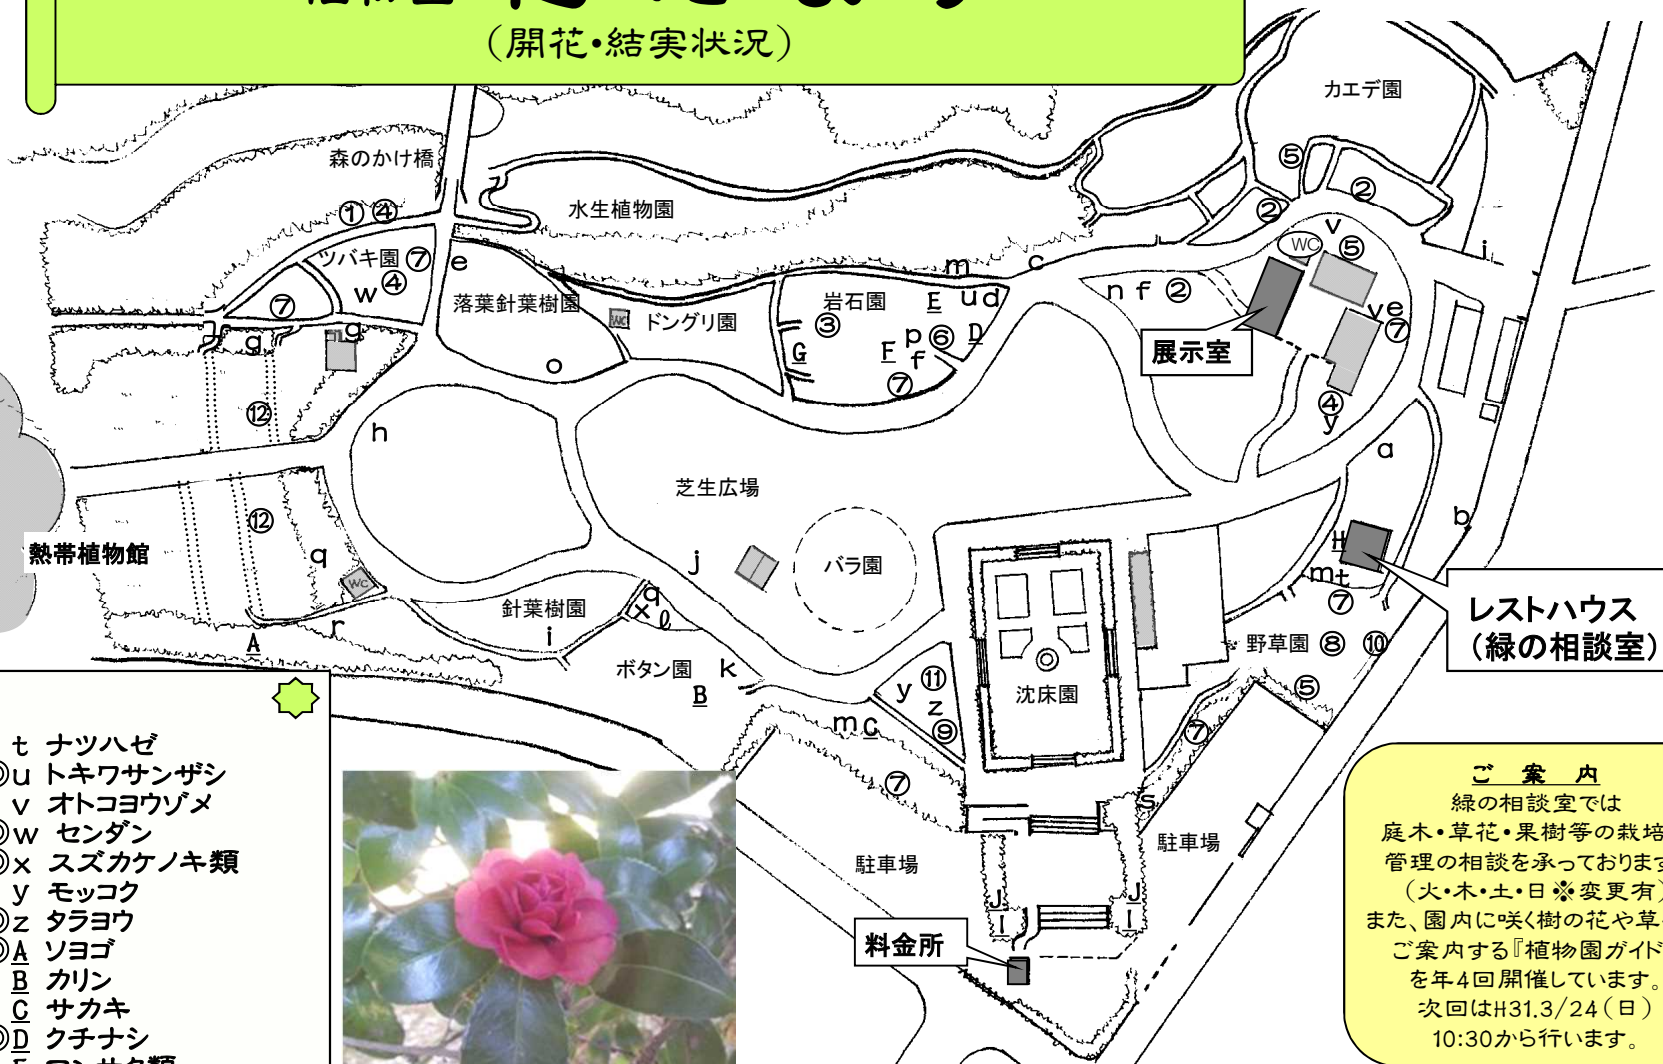 (開花・結実状況)
カエデ園
森のかけ橋
⑤
②
水生植物園
① ④
②
v
WC
⑤
i
ツバキ園 ⑦
e
m
c
w ④
落葉針葉樹園
岩石園
E u d
n f ②
v e
⑦
WC
ドングリ園
③
⑦
g
g
p ⑥ D
G
F f
展示室
o
⑦
⑫
④
y
h
a
芝生広場
⑫
b
熱帯植物館
q
j
バラ園
H
WC
m t
針葉樹園
q
x ℓ
⑦
レストハウス
(緑の相談室)
r
i
A
野草園 ⑧ ⑩
ボタン園 k
B
y ⑪
z
沈床園
⑤
m C
⑨
⑦
⑦
s
駐車場
駐車場
J
I
J
I
料金所
t ナツハゼ
◎u トキワサンザシ
v オトコヨウゾメ
◎w センダン
◎x スズカケノキ類
y モッコク
◎z タラヨウ
◎A ソヨゴ
B カリン
C サカキ
◎D クチナシ
ご 案 内
緑の相談室では
庭木・草花・果樹等の栽培
管理の相談を承っております
(火・木・土・日※変更有)
また、園内に咲く樹の花や草
ご案内する『植物園ガイド
を年4回開催しています。
次回はH31.3/24(日)
10:30から行います。